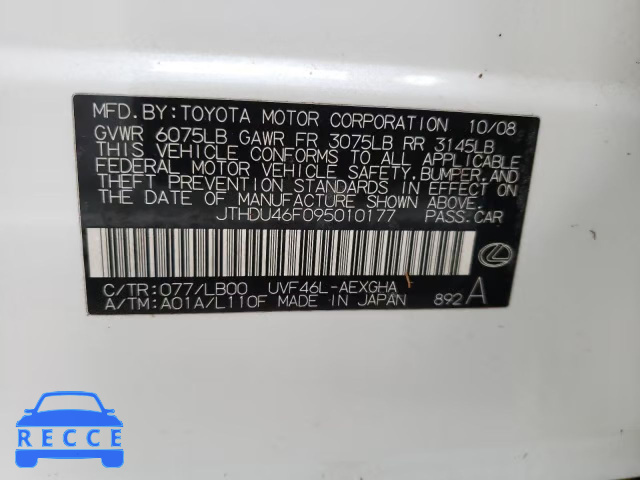 MFD. BY: TOYOTA MOTOR CORPORATION 10/08
GVWR 6075LB GAWR FR 3075LB RR 3145LB
THIS VEHICLE CONFORMS TO ALL APPLICABLE
FEDERAL MOTOR VEHICLE SAFETY, BUMPER, AND
THEFT PREVENTION STANDARDS IN EFFECT ON
THE DATE OF MANUFACTURE SHOWN ABOVE.
JTHDU46F095010177 PASS. CAR
C/TR: 077/LB00 UVF46L-AEXGHA
A/TM: A01A/L110F MADE IN JAPAN 892 A
RECCE